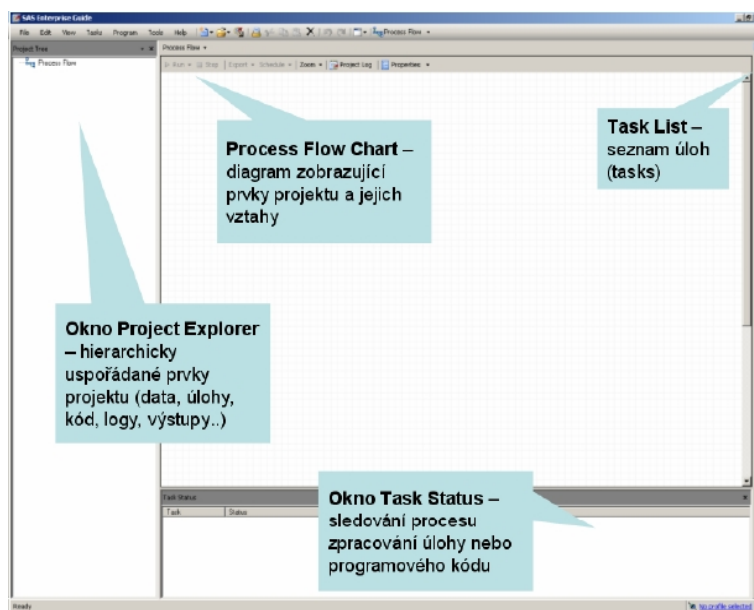 SAS Enterprise Guide
File Edit View Tasks Program Tools Help Process Flow
Project Tree
Process Flow
Process Flow
Run Stop Export Schedule Zoom Project Log Properties
Process Flow Chart –
diagram zobrazující
prvky projektu a jejich
vztahy
Task List –
seznam úloh
(tasks)
Okno Project Explorer
– hierarchicky
uspořádané prvky
projektu (data, úlohy,
kód, logy, výstupy..)
Task Status
Task Status
Okno Task Status –
sledování procesu
zpracování úlohy nebo
programového kódu
Ready
No profile selected